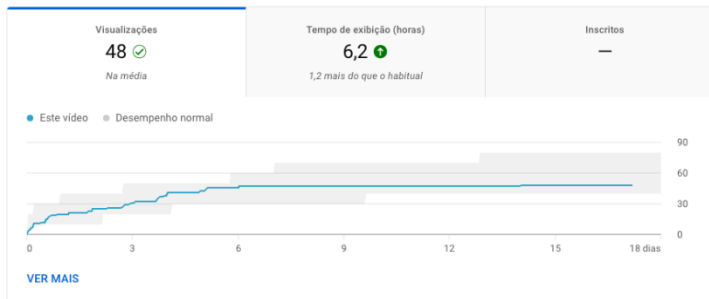 Visualizações
48
Na média
Tempo de exibição (horas)
6,2
1,2 mais do que o habitual
Inscritos
—
Este vídeo
Desempenho normal
90
60
30
0
0 3 6 9 12 15 18 dias
VER MAIS